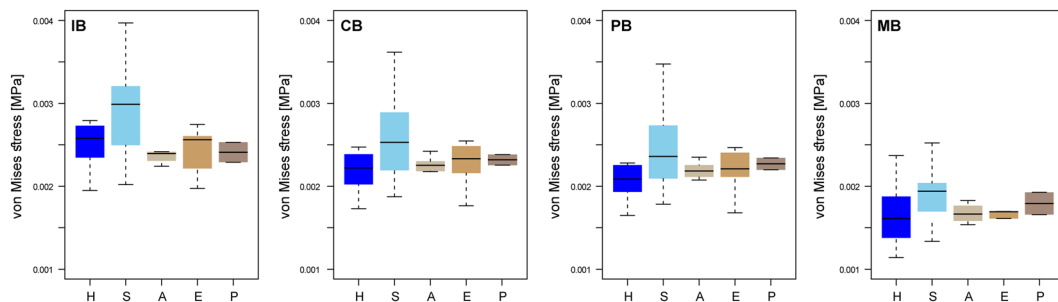 IB
von Mises stress [MPa]
0.004
0.003
0.002
0.001
H S A E P
CB
von Mises stress [MPa]
0.004
0.003
0.002
0.001
H S A E P
PB
von Mises stress [MPa]
0.004
0.003
0.002
0.001
H S A E P
MB
von Mises stress [MPa]
0.004
0.003
0.002
0.001
H S A E P